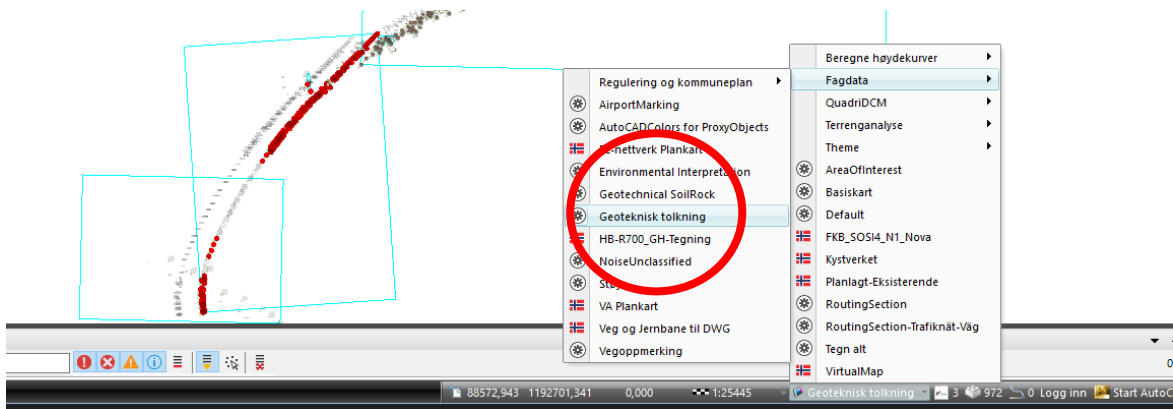 Regulering og kommuneplan
AirportMarking
AutoCADColors for ProxyObjects
nettverk Plankart
Environmental Interpretation
Geotechnical SoilRock
Geoteknisk tolkning
HB-R700_GH-Tegning
NoiseUnclassified
VA Plankart
Veg og Jernbane til DWG
Vegoppmerking
Beregne høydekurver
Fagdata
QuadriDCM
Terrenganalyse
Theme
AreaOfInterest
Basiskart
Default
FKB_SOSI4_N1_Nova
Kystverket
Planlagt-Eksisterende
RoutingSection
RoutingSection-Trafiknät-Väg
Tegn alt
VirtualMap
88572,943 1192701,341 0,000 1:25445 Geoteknisk tolkning 3 972 0 Logg inn Start AutoC